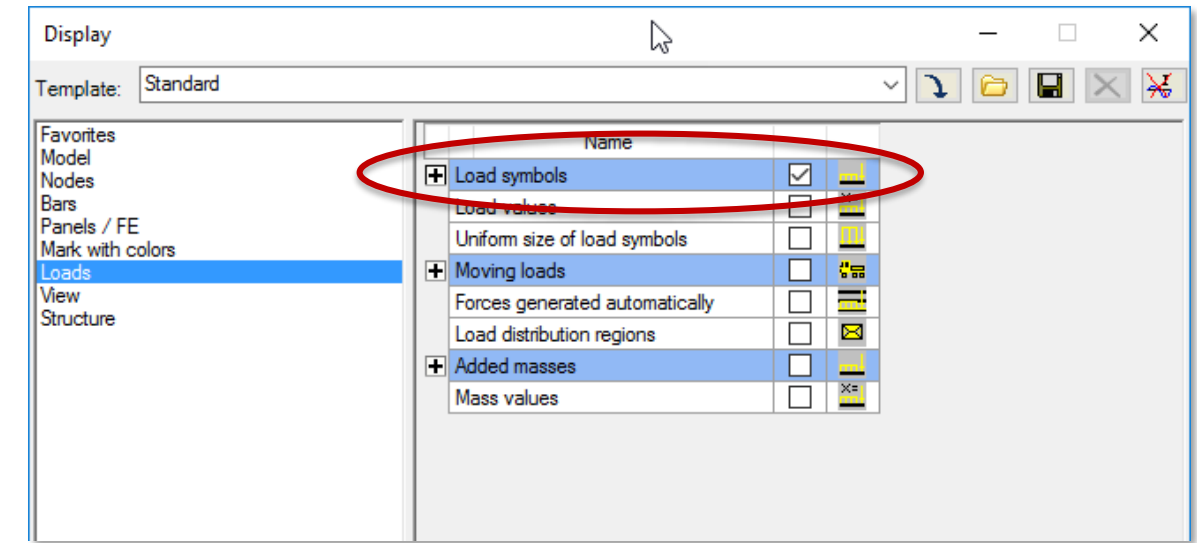 Display
Template: Standard
Favorites
Model
Nodes
Bars
Panels / FE
Mark with colors
Loads
View
Structure
Name
Load symbols
Load values
Uniform size of load symbols
Moving loads
Forces generated automatically
Load distribution regions
Added masses
Mass values X=